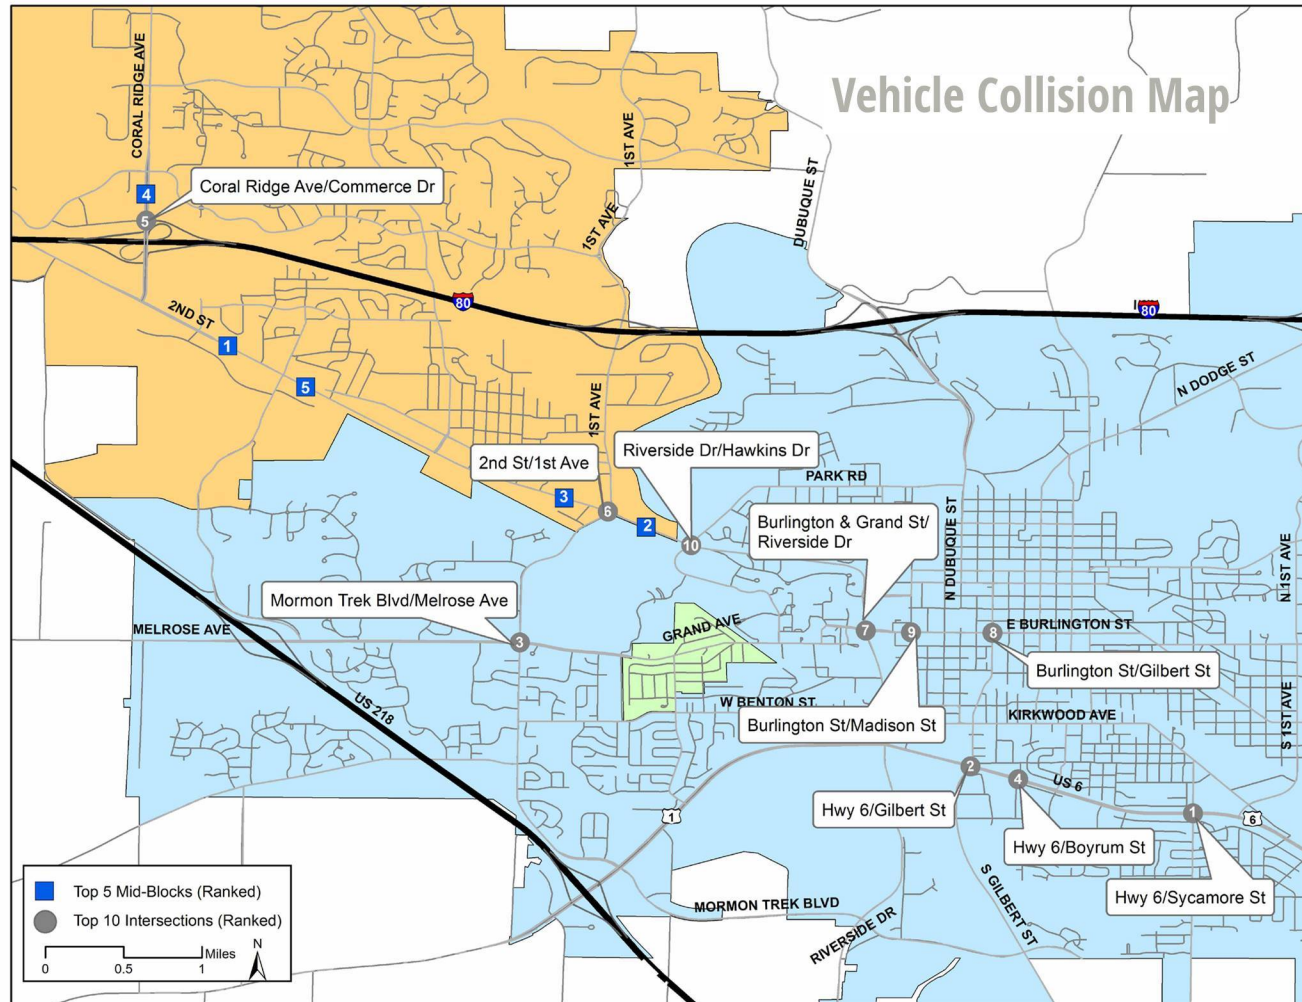 Vehicle Collision Map
CORAL RIDGE AVE
1ST AVE
DUBUQUE ST
4
Coral Ridge Ave/Commerce Dr
5
1ST AVE
80
80
2ND ST
1
5
N DODGE ST
1ST AVE
2nd St/1st Ave
Riverside Dr/Hawkins Dr
PARK RD
3
6
2
10
Burlington & Grand St/
Riverside Dr
N DUBUQUE ST
N 1ST AVE
Mormon Trek Blvd/Melrose Ave
MELROSE AVE
3
GRAND AVE
7
9
8
E BURLINGTON ST
Burlington St/Gilbert St
US 218
W BENTON ST
Burlington St/Madison St
KIRKWOOD AVE
S 1ST AVE
2
4
US 6
1
Hwy 6/Gilbert St
1
6
Hwy 6/Boyrum St
Hwy 6/Sycamore St
MORMON TREK BLVD
RIVERSIDE DR
S GILBERT ST
Top 5 Mid-Blocks (Ranked)
Top 10 Intersections (Ranked)
N
Miles
0 0.5 1